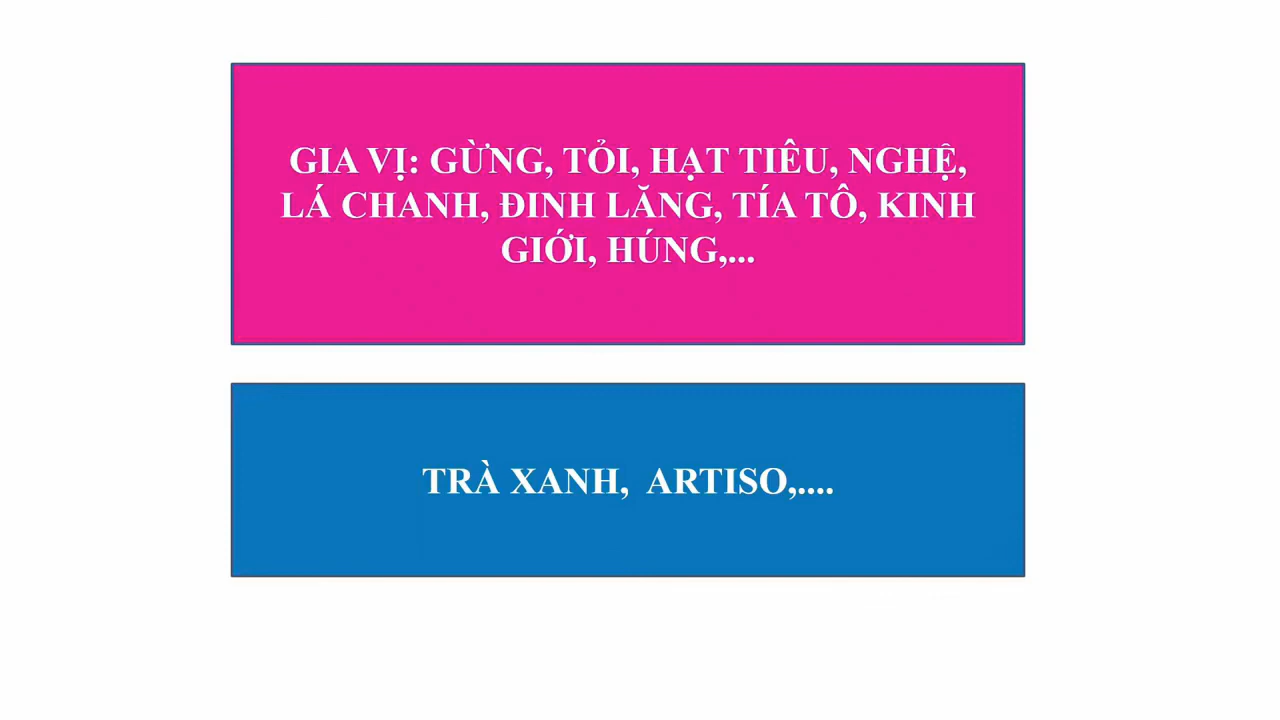 GIA VỊ: GỪNG, TỎI, HẠT TIÊU, NGHỆ,
LÁ CHANH, ĐINH LĂNG, TÍA TÔ, KINH
GIỚI, HÚNG,...
TRÀ XANH,  ARTISO,....